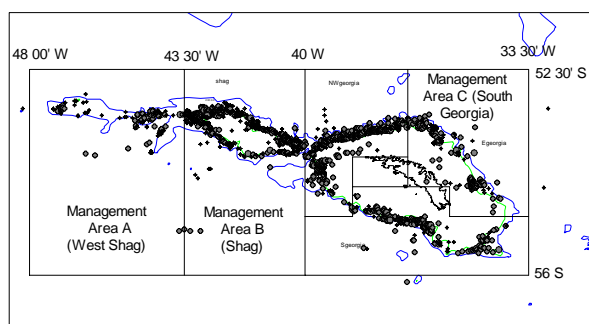 48 00' W
43 30' W
40 W
33 30' W
52 30' S
shag
NWgeorgia
Management
Area C (South
Georgia)
Egeorgia
Management
Area A
(West Shag)
Management
Area B
(Shag)
Sgeorgia
56 S